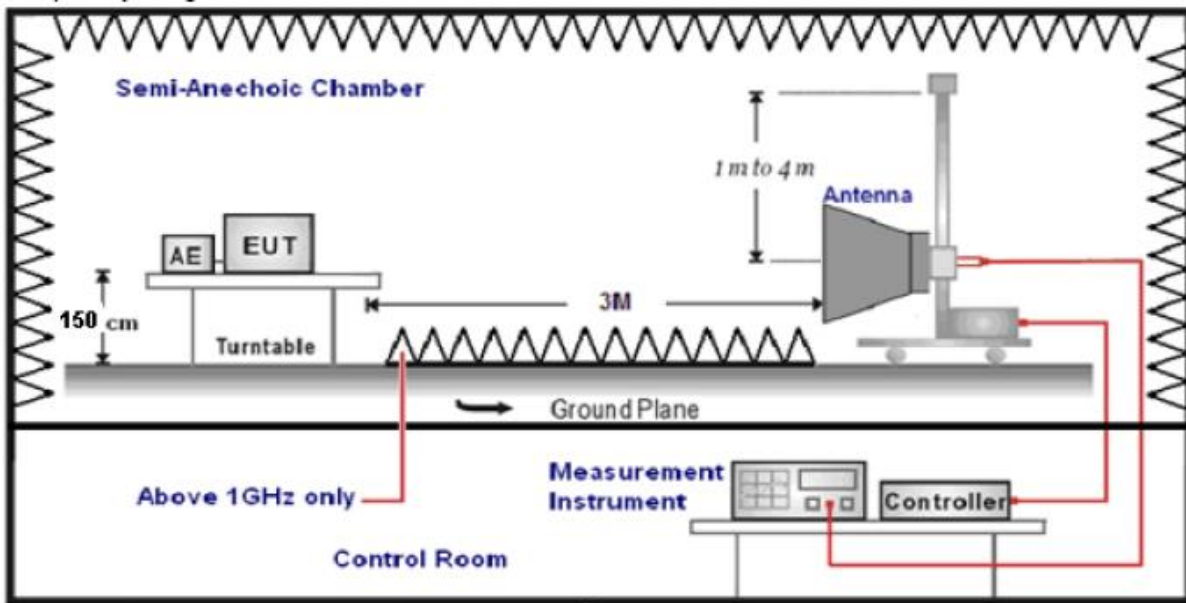 Semi-Anechoic Chamber
1 m to 4 m
Antenna
AE
EUT
3M
150 cm
Turntable
Ground Plane
Above 1GHz only
Measurement
Instrument
Controller
Control Room